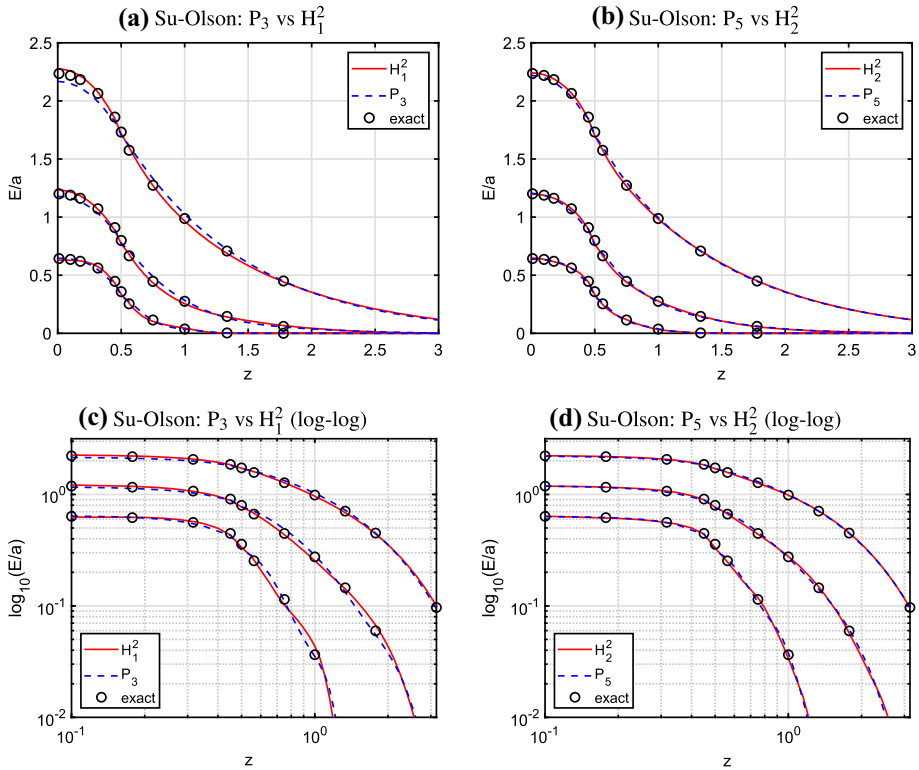 (a) Su-Olson: P₃ vs H₁²
2.5
2
1.5
1
0.5
0
E/a
H₁²
P₃
exact
0
0.5
1
1.5
2
2.5
3
z
(b) Su-Olson: P₅ vs H₂²
2.5
2
1.5
1
0.5
0
E/a
H₂²
P₅
exact
0
0.5
1
1.5
2
2.5
3
z
(c) Su-Olson: P₃ vs H₁² (log-log)
10⁰
10⁻¹
10⁻²
log₁₀(E/a)
H₁²
P₃
exact
10⁻¹
10⁰
z
(d) Su-Olson: P₅ vs H₂² (log-log)
10⁰
10⁻¹
10⁻²
log₁₀(E/a)
H₂²
P₅
exact
10⁻¹
10⁰
z